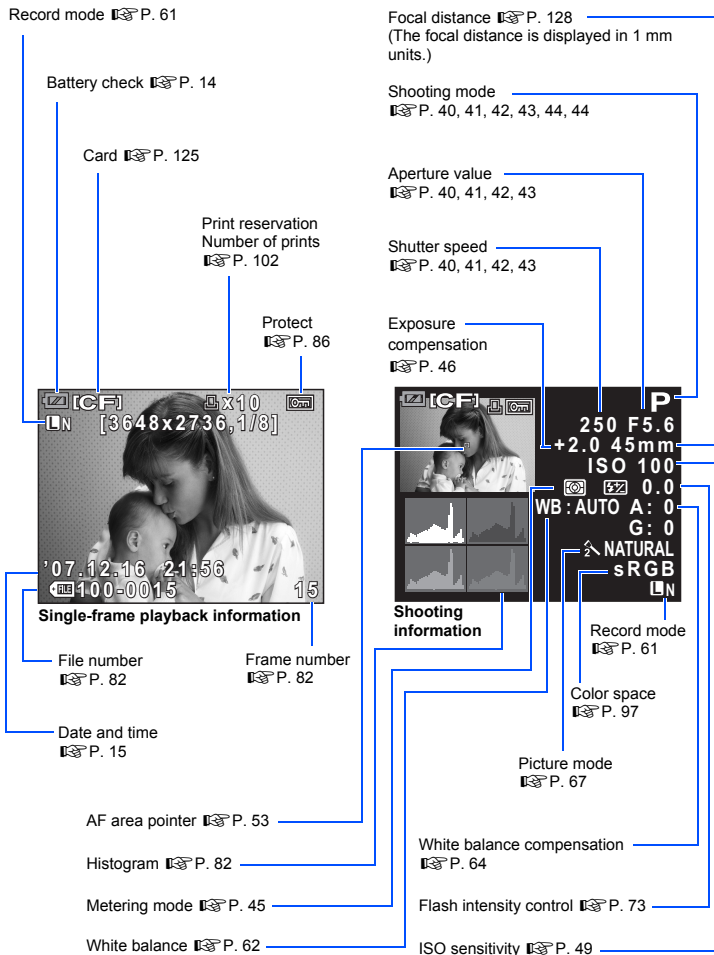 Record mode ☞P. 61
Focal distance ☞P. 128
(The focal distance is displayed in 1 mm
units.)
Battery check ☞P. 14
Shooting mode
☞P. 40, 41, 42, 43, 44, 44
Card ☞P. 125
Aperture value
☞P. 40, 41, 42, 43
Print reservation
Number of prints
☞P. 102
Shutter speed
☞P. 40, 41, 42, 43
Protect
☞P. 86
Exposure
compensation
☞P. 46
[CF] x10
L N [3648x2736,1/8]
'07.12.16 21:56
FILE 100-0015 15
Single-frame playback information
[CF] P
250 F5.6
+2.0 45mm
ISO 100
0.0
WB : AUTO A: 0
G: 0
2 NATURAL
sRGB
L N
Shooting
information
File number
☞P. 82
Frame number
☞P. 82
Record mode
☞P. 61
Date and time
☞P. 15
Color space
☞P. 97
Picture mode
☞P. 67
AF area pointer ☞P. 53
Histogram ☞P. 82
White balance compensation
☞P. 64
Metering mode ☞P. 45
Flash intensity control ☞P. 73
White balance ☞P. 62
ISO sensitivity ☞P. 49